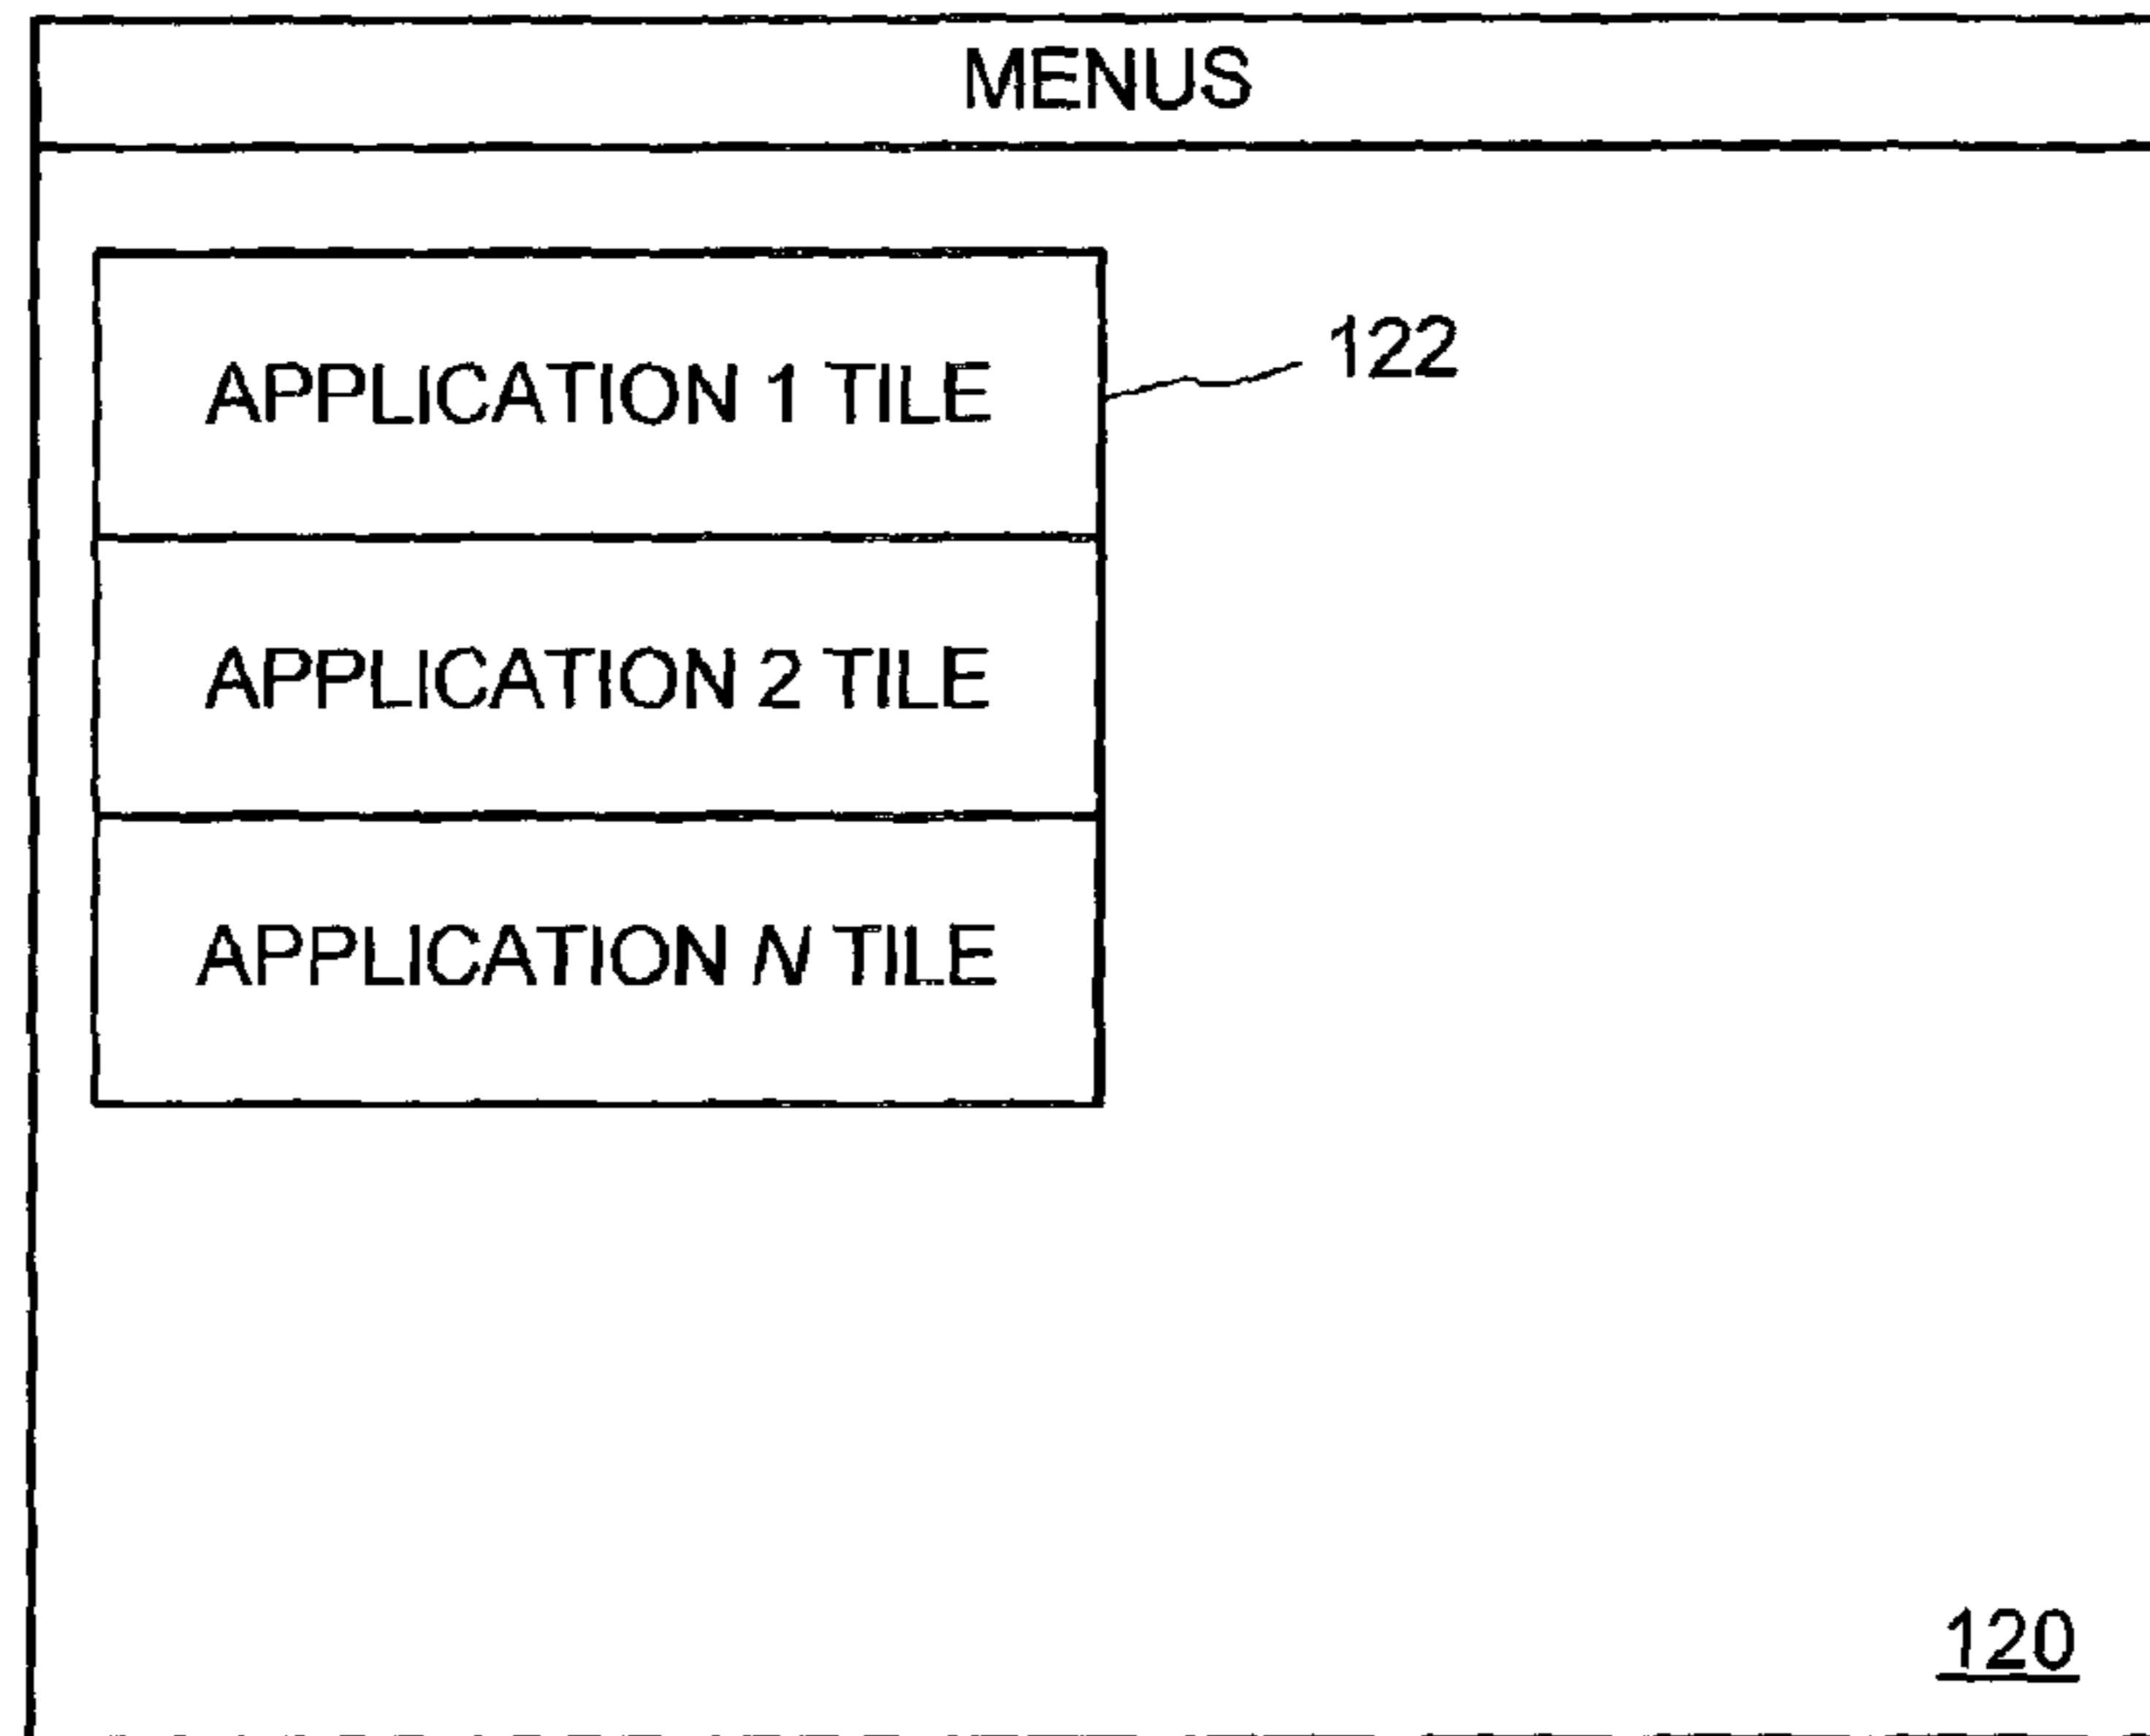 MENUS
APPLICATION 1 TILE
122
APPLICATION 2 TILE
APPLICATION N TILE
120